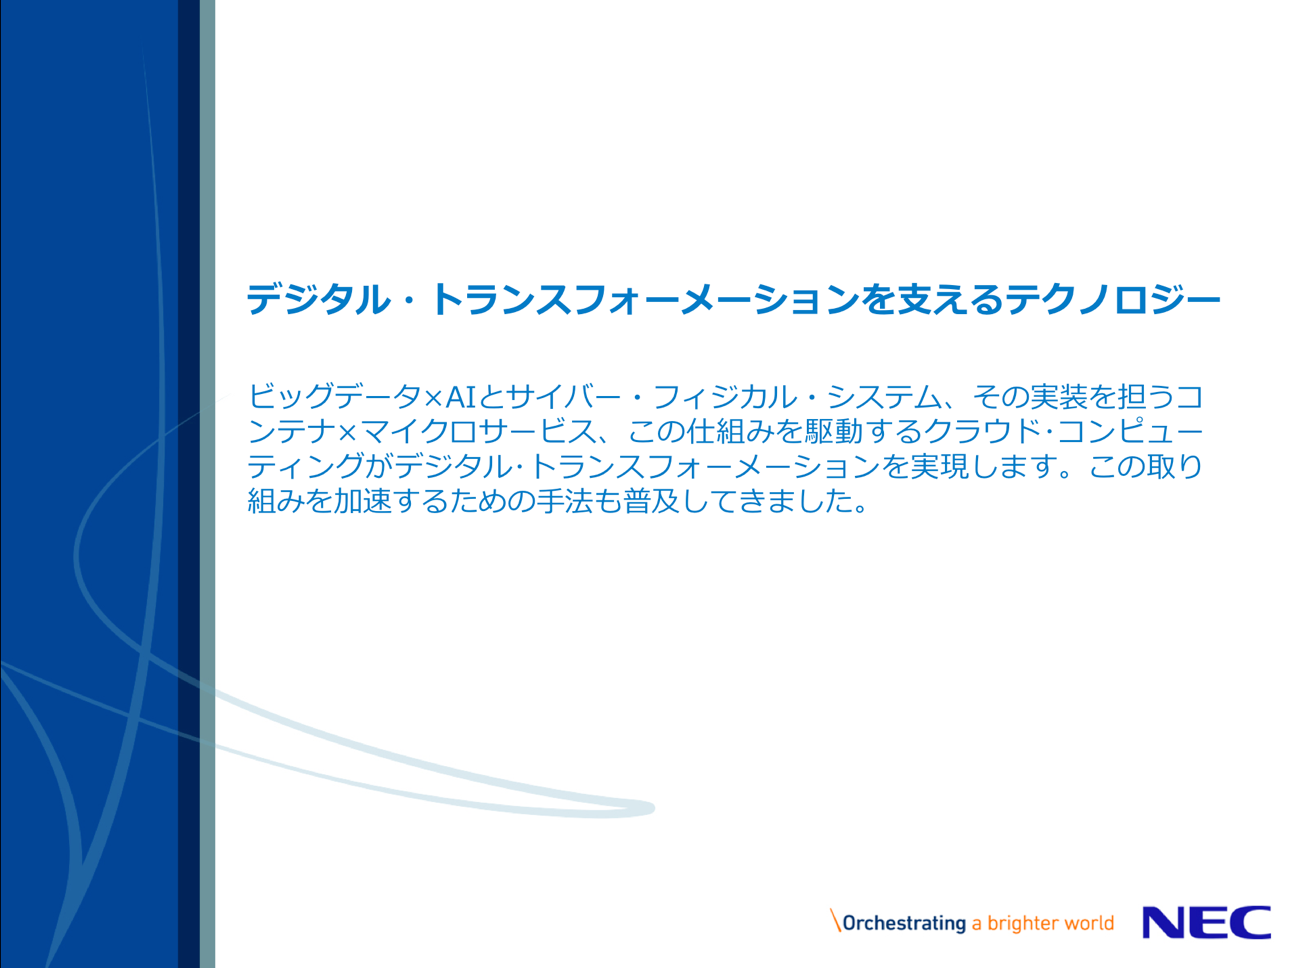 デジタル・トランスフォーメーションを支えるテクノロジー
ビッグデータ×AIとサイバー・フィジカル・システム、その実装を担うコ
ンテナ×マイクロサービス、この仕組みを駆動するクラウド･コンピュー
ティングがデジタル･トランスフォーメーションを実現します。この取り
組みを加速するための手法も普及してきました。
\Orchestrating a brighter world NEC